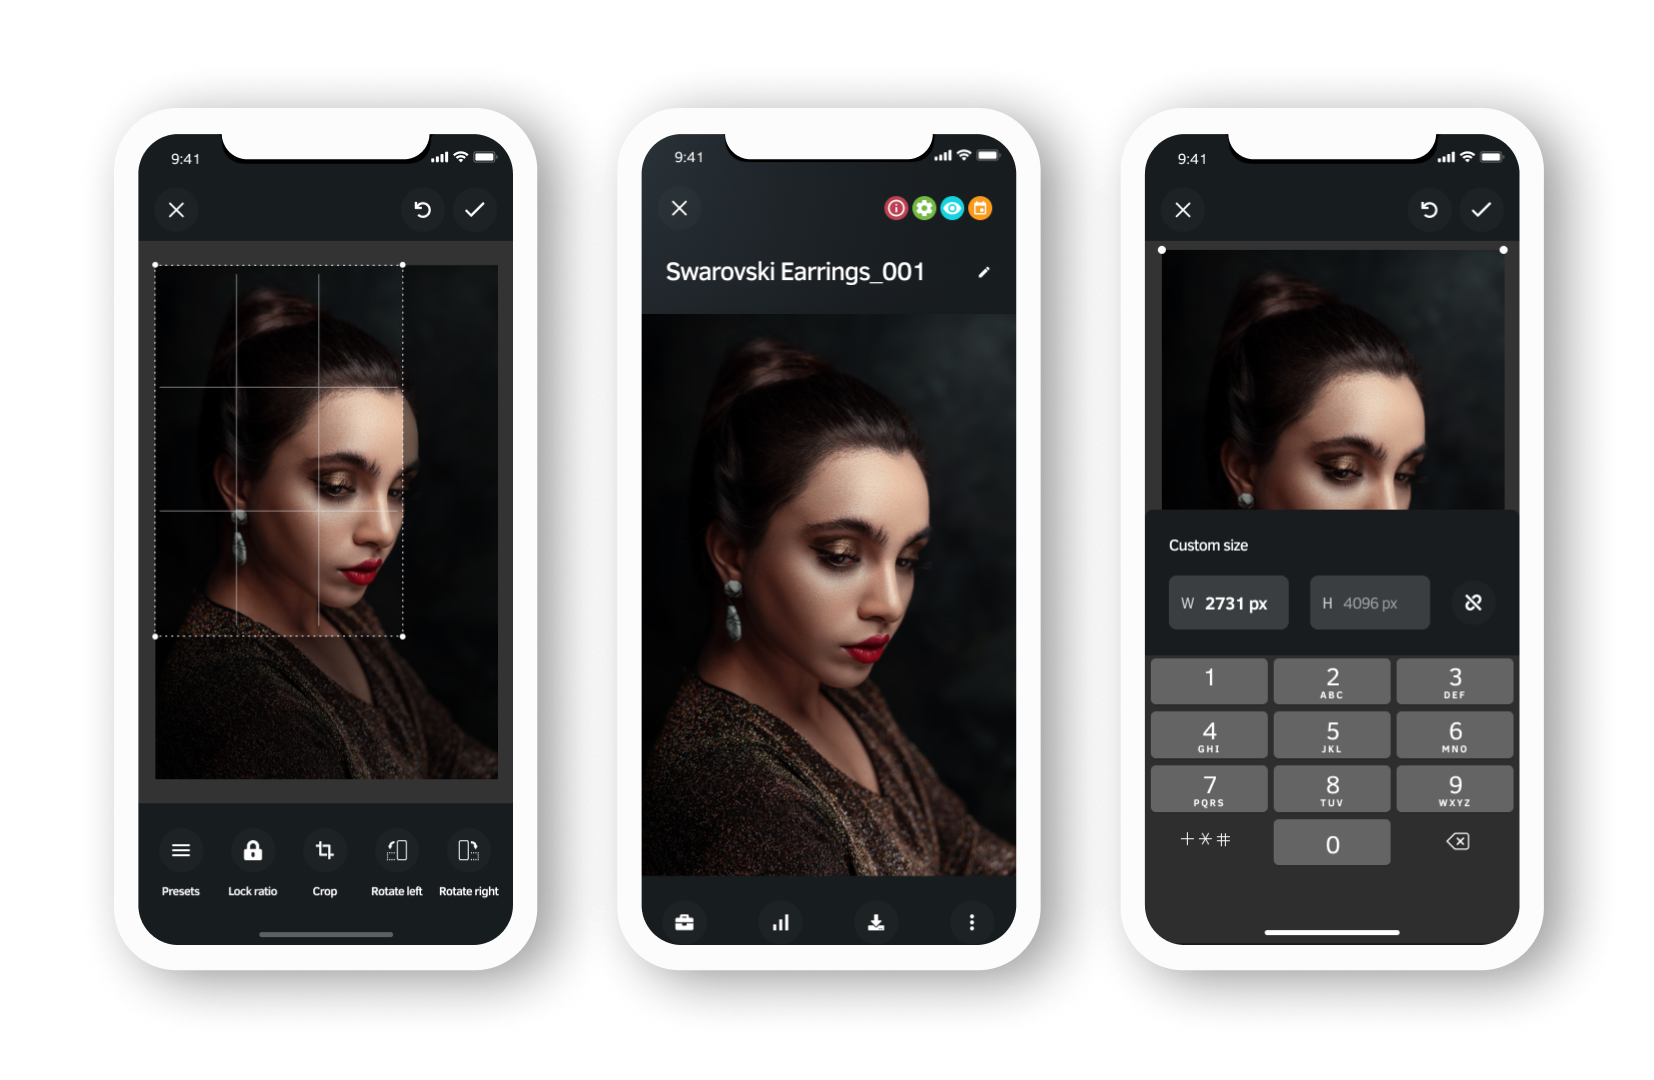 9:41
Presets
Lock ratio
Crop
Rotate left
Rotate right
9:41
Swarovski Earrings_001
9:41
Custom size
W 2731 px
H 4096 px
1
2
ABC
3
DEF
4
GHI
5
JKL
6
MNO
7
PQRS
8
TUV
9
WXYZ
+*#
0